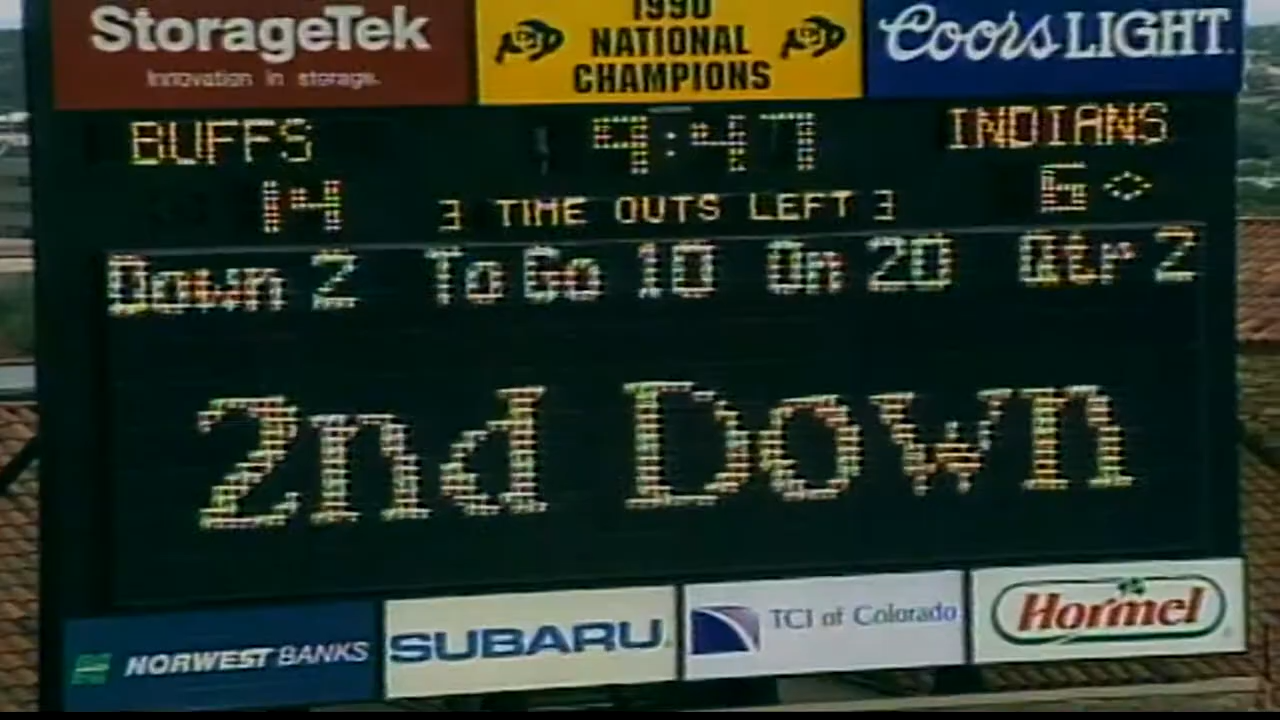 StorageTek
Innovation in storage.
1990
NATIONAL
CHAMPIONS
Coors LIGHT
BUFFS 9:47 INDIANS
14 3 TIME OUTS LEFT 3 6
Down 2 To Go 10 On 20 Qtr 2
2nd Down
NORWEST BANKS
SUBARU
TCI of Colorado
Hormel